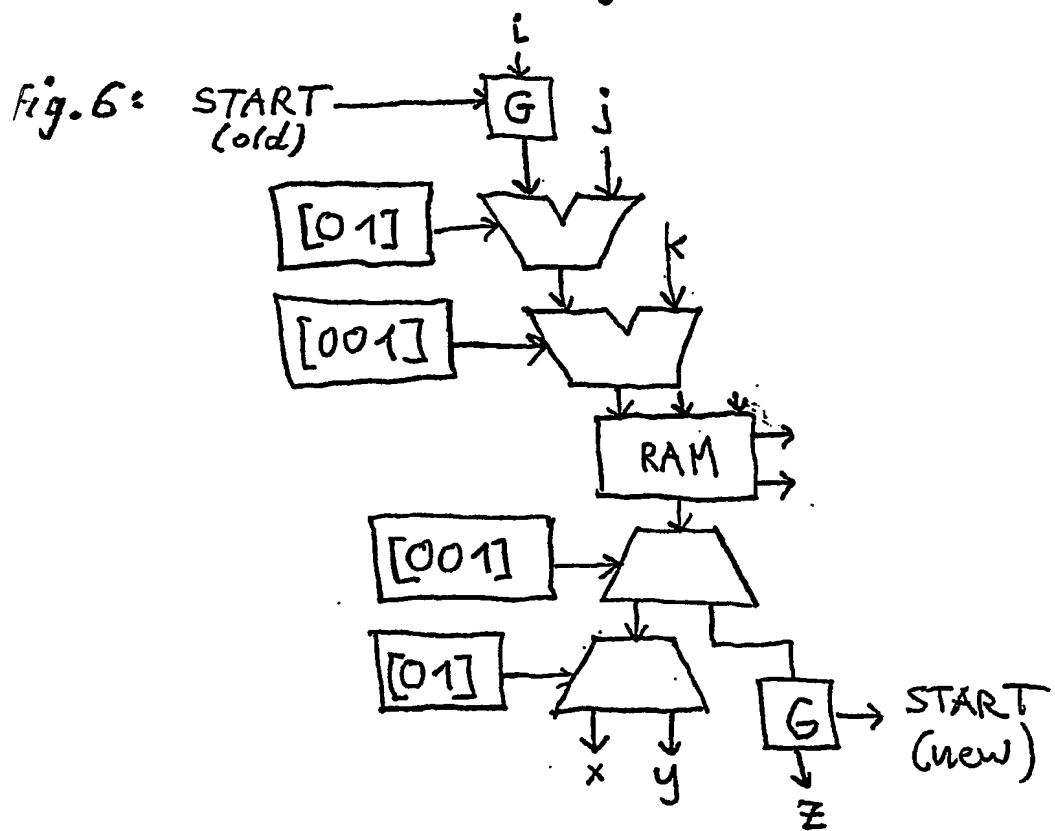 i
Fig. 6: START
(old)
G
j
[01]
k
[001]
RAM
[001]
[01]
G
START
(new)
x
y
z